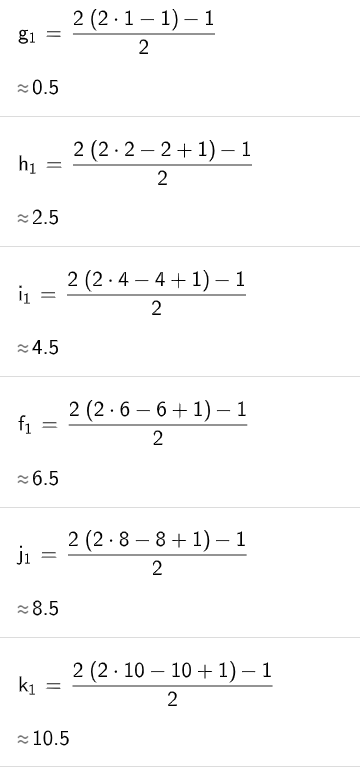 g₁ = (2 (2 · 1 − 1) − 1)/2
≈0.5
h₁ = (2 (2 · 2 − 2 + 1) − 1)/2
≈2.5
i₁ = (2 (2 · 4 − 4 + 1) − 1)/2
≈4.5
f₁ = (2 (2 · 6 − 6 + 1) − 1)/2
≈6.5
j₁ = (2 (2 · 8 − 8 + 1) − 1)/2
≈8.5
k₁ = (2 (2 · 10 − 10 + 1) − 1)/2
≈10.5